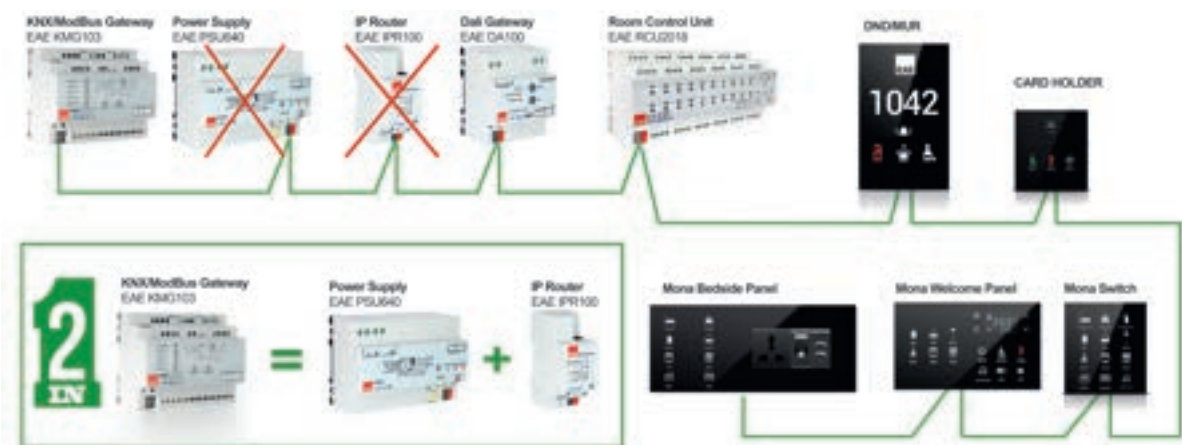 KNX/ModBus Gateway
EAE KMG103
Power Supply
EAE PSU640
IP Router
EAE IPR100
Dali Gateway
EAE DA100
Room Control Unit
EAE RCU2018
DND/MUR
EAE
1042
CARD HOLDER
2 IN 1
KNX/ModBus Gateway
EAE KMG103
=
Power Supply
EAE PSU640
+
IP Router
EAE IPR100
Mona Bedside Panel
Mona Welcome Panel
Mona Switch